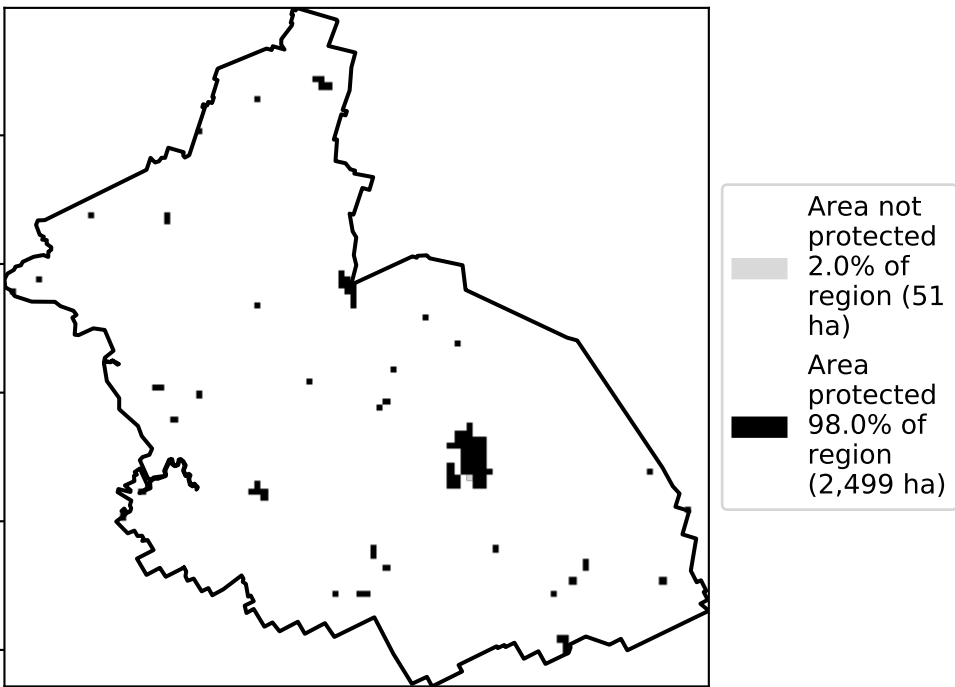 Area not
protected
2.0% of
region (51
ha)
Area
protected
98.0% of
region
(2,499 ha)